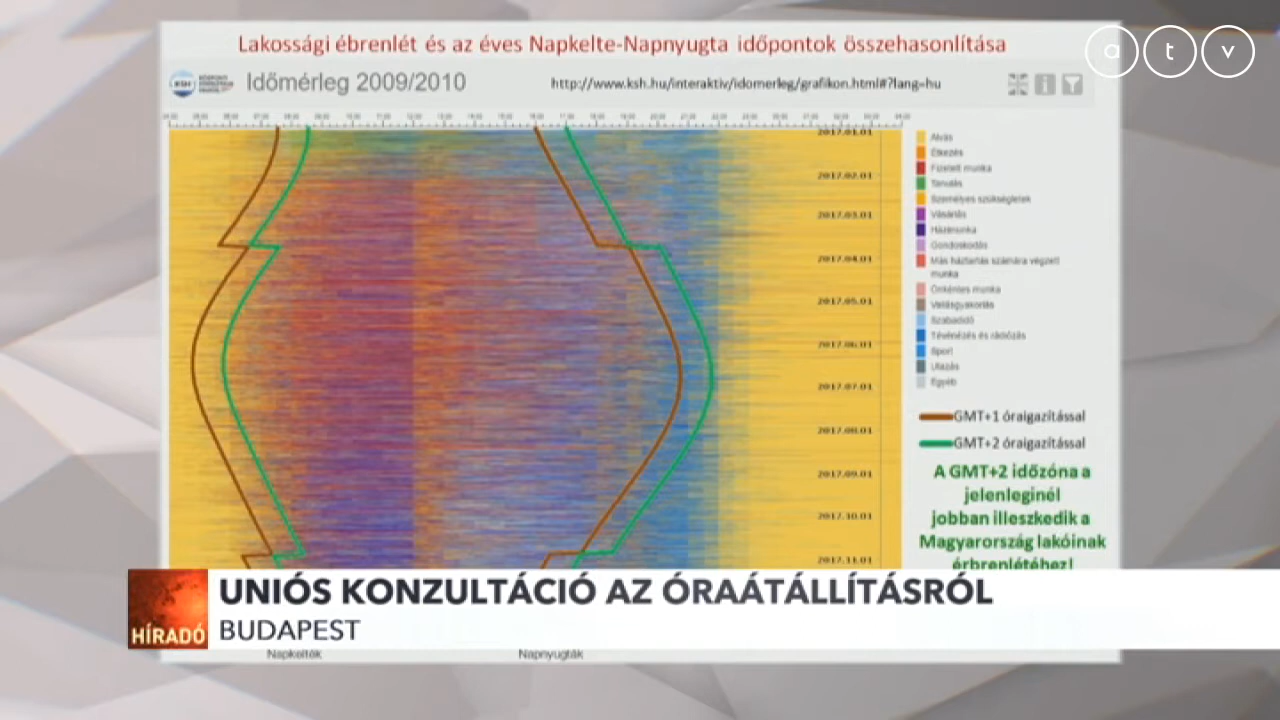 a t v
Lakossági ébrenlét és az éves Napkelte-Napnyugta időpontok összehasonlítása
KSH
Időmérleg 2009/2010
http://www.ksh.hu/interaktiv/idomerleg/grafikon.html#?lang=hu
2017.01.01
2017.02.01
2017.03.01
2017.04.01
2017.05.01
2017.06.01
2017.07.01
2017.08.01
2017.09.01
2017.10.01
2017.11.01
Alvás
Étkezés
Fizetett munka
Tanulás
Személyes szükségletek
Vásárlás
Házimunka
Gondoskodás
Más háztartás számára végzett
munka
Önkéntes munka
Vallásgyakorlás
Szabadidő
Tévénézés és rádiózás
Sport
Utazás
Egyéb
GMT+1 óraigazítással
GMT+2 óraigazítással
A GMT+2 időzóna a
jelenleginél
jobban illeszkedik a
Magyarország lakóinak
érbrenlétéhez!
HÍRADÓ
UNIÓS KONZULTÁCIÓ AZ ÓRAÁTÁLLÍTÁSRÓL
BUDAPEST
Napkelták
Napnyugták